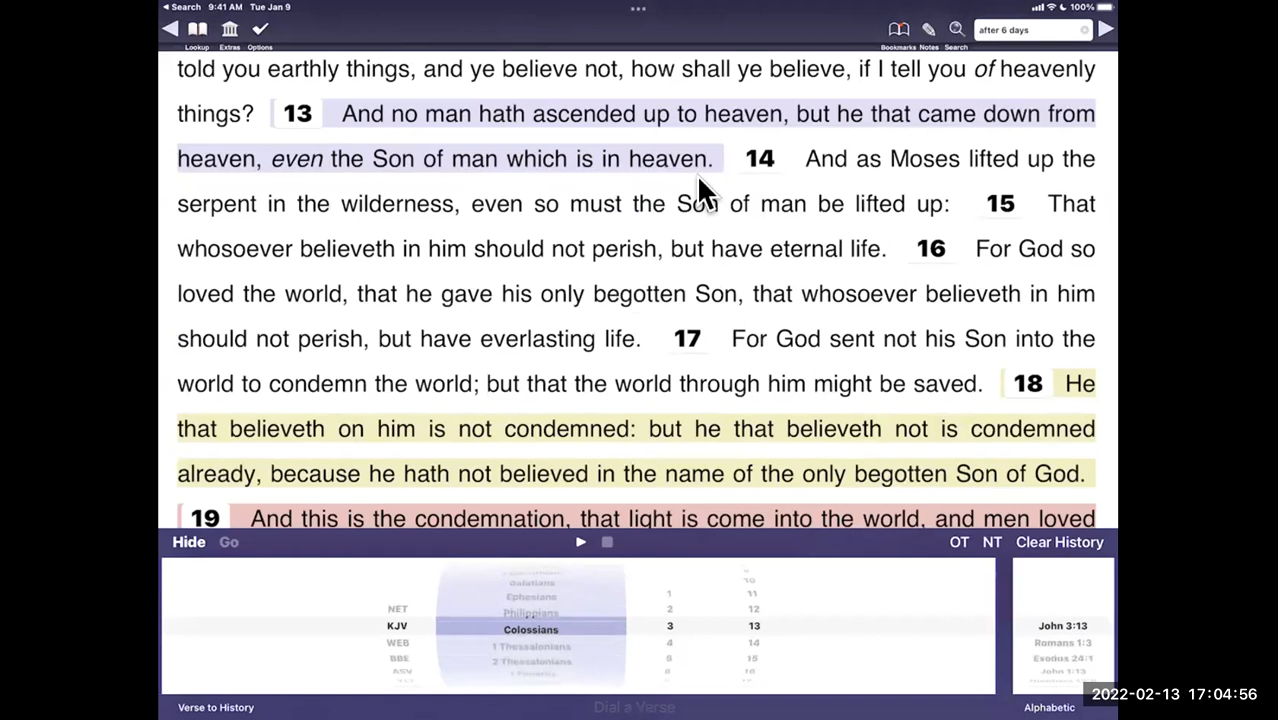 Search 9:41 AM Tue Jan 9 100%
Lookup Extras Options Bookmarks Notes Search after 6 days
told you earthly things, and ye believe not, how shall ye believe, if I tell you of heavenly
things? 13 And no man hath ascended up to heaven, but he that came down from
heaven, even the Son of man which is in heaven. 14 And as Moses lifted up the
serpent in the wilderness, even so must the Son of man be lifted up: 15 That
whosoever believeth in him should not perish, but have eternal life. 16 For God so
loved the world, that he gave his only begotten Son, that whosoever believeth in him
should not perish, but have everlasting life. 17 For God sent not his Son into the
world to condemn the world; but that the world through him might be saved. 18 He
that believeth on him is not condemned: but he that believeth not is condemned
already, because he hath not believed in the name of the only begotten Son of God.
19 And this is the condemnation, that light is come into the world, and men loved
Hide Go OT NT Clear History
Galatians 10
Ephesians 1 11
NET Philippians 2 12
KJV Colossians 3 13 John 3:13
WEB 1 Thessalonians 4 14 Romans 1:3
BBE 2 Thessalonians 15 Exodus 24:1
ASV John 1:13
2022-02-13 17:04:56
Verse to History Dial a Verse Alphabetic